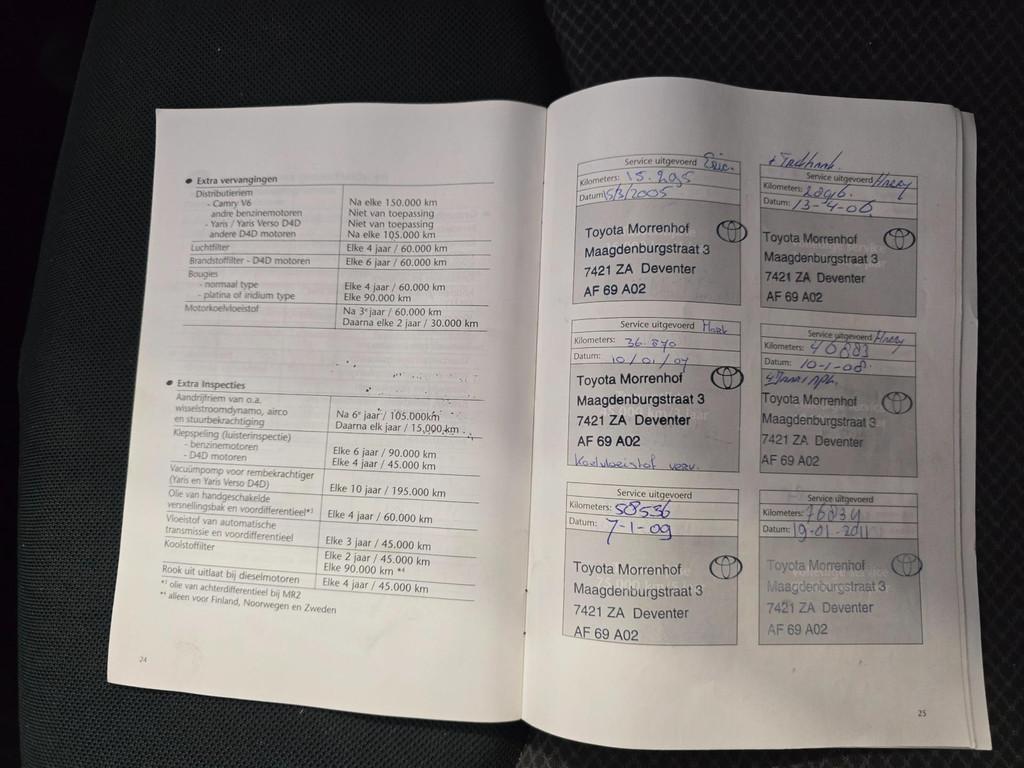 • Extra vervangingen
Distributieriem
- Camry V6 Na elke 150.000 km
andere benzinemotoren Niet van toepassing
- Yaris / Yaris Verso D4D Niet van toepassing
andere D4D motoren Na elke 105.000 km
Luchtfilter Elke 4 jaar / 60.000 km
Brandstoffilter - D4D motoren Elke 6 jaar / 60.000 km
Bougies
- normaal type Elke 4 jaar / 60.000 km
- platina of iridium type Elke 90.000 km
Motorkoelvloeistof Na 3e jaar / 60.000 km
Daarna elke 2 jaar / 30.000 km
• Extra Inspecties
Aandrijfriem van o.a.
wisselstroomdynamo, airco Na 6e jaar / 105.000km
en stuurbekrachtiging Daarna elk jaar / 15.000 km
Klepspeling (luisterinspectie)
- benzinemotoren Elke 6 jaar / 90.000 km
- D4D motoren Elke 4 jaar / 45.000 km
Vacuümpomp voor rembekrachtiger
(Yaris en Yaris Verso D4D) Elke 10 jaar / 195.000 km
Olie van handgeschakelde
versnellingsbak en voordifferentieel*¹ Elke 4 jaar / 60.000 km
Vloeistof van automatische
transmissie en voordifferentieel Elke 3 jaar / 45.000 km
Koolstoffilter Elke 2 jaar / 45.000 km
Elke 90.000 km **
Rook uit uitlaat bij dieselmotoren Elke 4 jaar / 45.000 km
*¹ olie van achterdifferentieel bij MR2
** alleen voor Finland, Noorwegen en Zweden
24
Service uitgevoerd Eric.
Kilometers: 15.295
Datum: 15/3/2005
Toyota Morrenhof
Maagdenburgstraat 3
7421 ZA Deventer
AF 69 A02
Service uitgevoerd Harry
Kilometers:
Datum: 13-4-06
Toyota Morrenhof
Maagdenburgstraat 3
7421 ZA Deventer
AF 69 A02
Service uitgevoerd Mark
Kilometers: 36.870
Datum: 10/01/07
Toyota Morrenhof
Maagdenburgstraat 3
7421 ZA Deventer
AF 69 A02
Koelvloeistof verv.
Service uitgevoerd Harry
Kilometers: 40883
Datum: 10-1-08
Toyota Morrenhof
Maagdenburgstraat 3
7421 ZA Deventer
AF 69 A02
Service uitgevoerd
Kilometers: 58536
Datum: 7-1-09
Toyota Morrenhof
Maagdenburgstraat 3
7421 ZA Deventer
AF 69 A02
Service uitgevoerd
Kilometers: 76834
Datum: 19-01-2011
Toyota Morrenhof
Maagdenburgstraat 3
7421 ZA Deventer
AF 69 A02
25